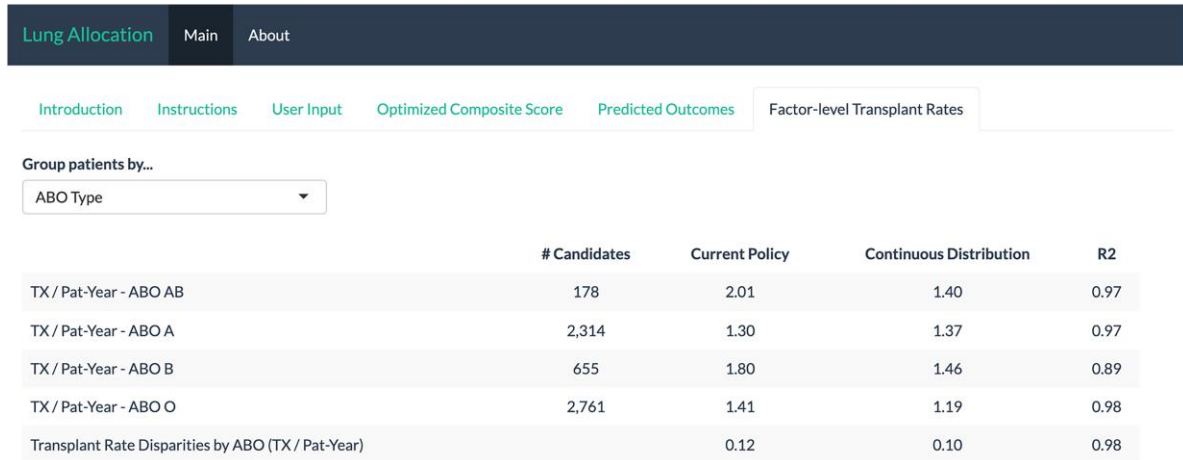 Lung Allocation Main About
Introduction Instructions User Input Optimized Composite Score Predicted Outcomes Factor-level Transplant Rates
Group patients by...
ABO Type
# Candidates Current Policy Continuous Distribution R2
TX / Pat-Year - ABO AB 178 2.01 1.40 0.97
TX / Pat-Year - ABO A 2,314 1.30 1.37 0.97
TX / Pat-Year - ABO B 655 1.80 1.46 0.89
TX / Pat-Year - ABO O 2,761 1.41 1.19 0.98
Transplant Rate Disparities by ABO (TX / Pat-Year) 0.12 0.10 0.98